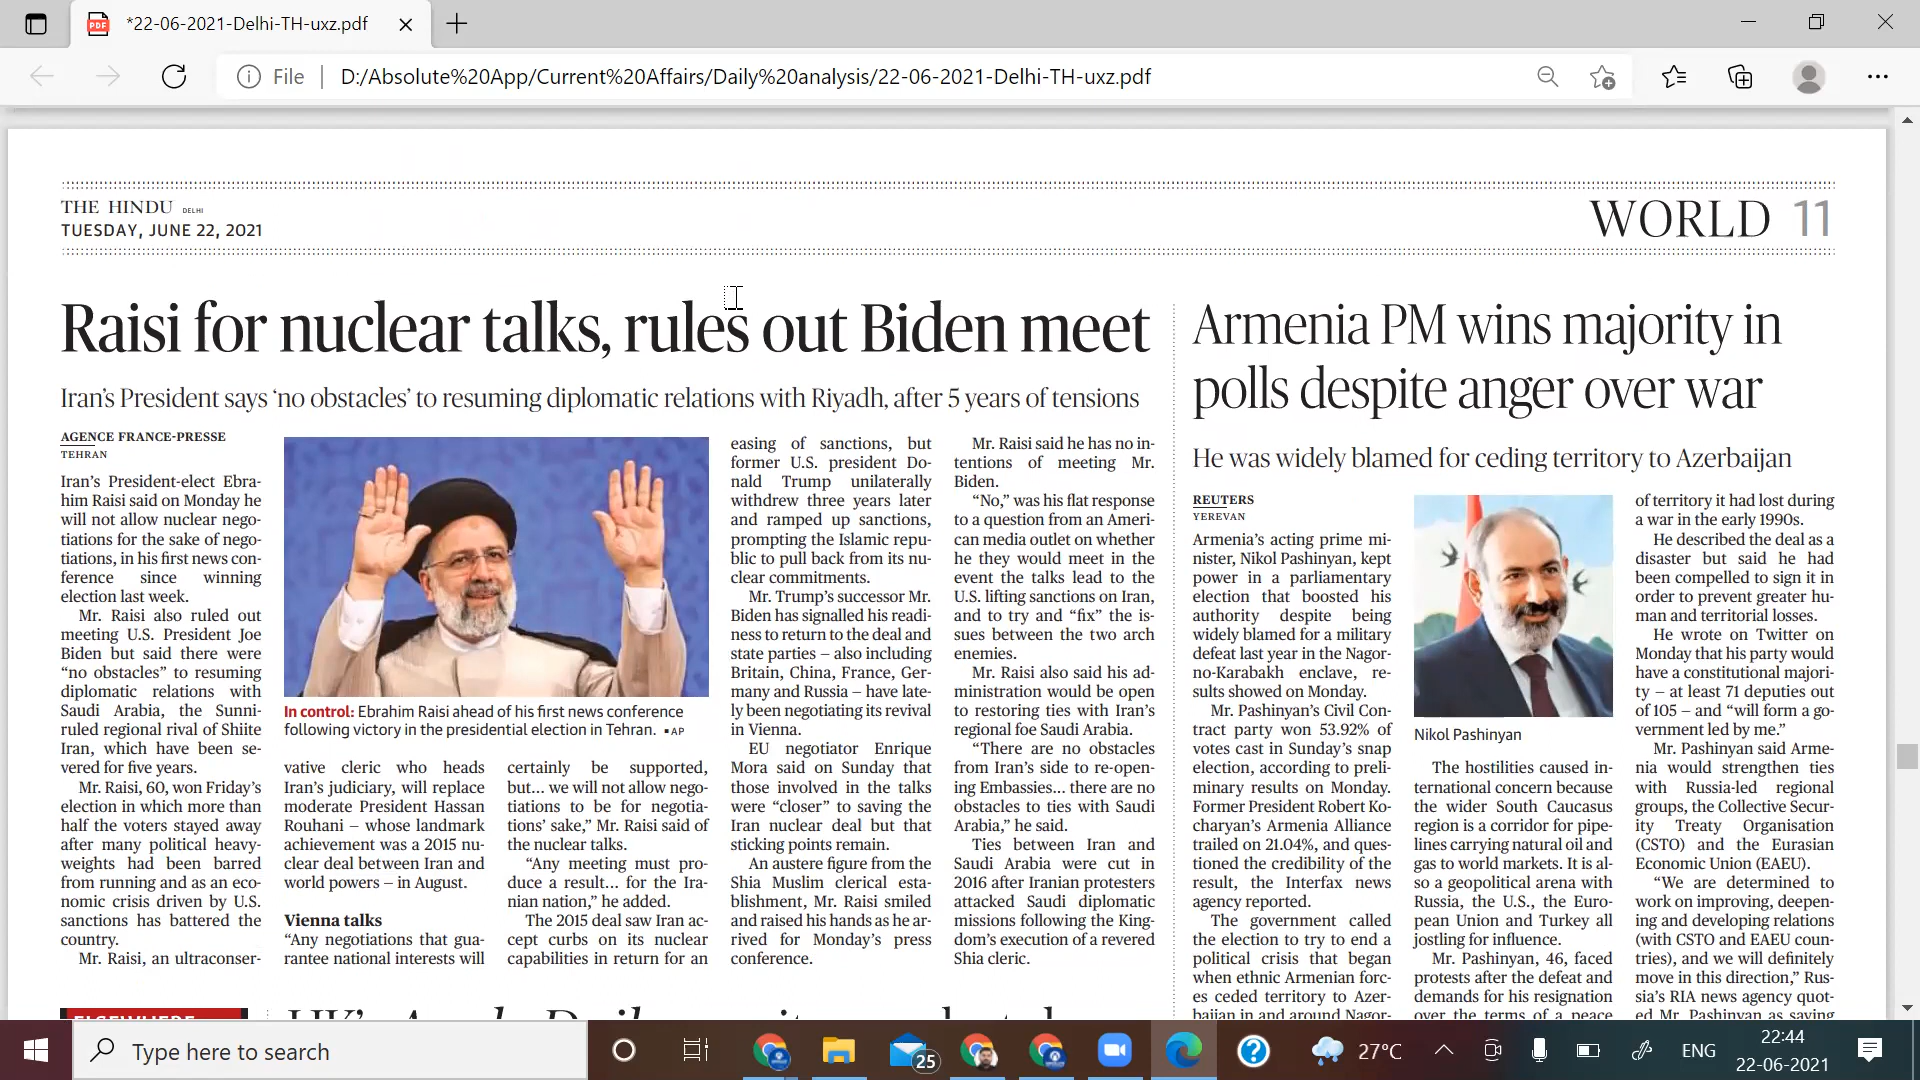 *22-06-2021-Delhi-TH-uxz.pdf
File
D:/Absolute%20App/Current%20Affairs/Daily%20analysis/22-06-2021-Delhi-TH-uxz.pdf
THE HINDU DELHI
TUESDAY, JUNE 22, 2021
WORLD 11
Raisi for nuclear talks, rules out Biden meet
Iran's President says ‘no obstacles’ to resuming diplomatic relations with Riyadh, after 5 years of tensions
AGENCE FRANCE-PRESSE
TEHRAN
Iran's President-elect Ebra-
him Raisi said on Monday he
will not allow nuclear nego-
tiations for the sake of nego-
tiations, in his first news con-
ference since winning
election last week.
Mr. Raisi also ruled out
meeting U.S. President Joe
Biden but said there were
“no obstacles” to resuming
diplomatic relations with
Saudi Arabia, the Sunni-
ruled regional rival of Shiite
Iran, which have been se-
vered for five years.
Mr. Raisi, 60, won Friday's
election in which more than
half the voters stayed away
after many political heavy-
weights had been barred
from running and as an eco-
nomic crisis driven by U.S.
sanctions has battered the
country.
Mr. Raisi, an ultraconser-
In control: Ebrahim Raisi ahead of his first news conference
following victory in the presidential election in Tehran. ▪AP
vative cleric who heads
Iran's judiciary, will replace
moderate President Hassan
Rouhani – whose landmark
achievement was a 2015 nu-
clear deal between Iran and
world powers – in August.
Vienna talks
“Any negotiations that gua-
rantee national interests will
certainly be supported,
but... we will not allow nego-
tiations to be for negotia-
tions' sake,” Mr. Raisi said of
the nuclear talks.
“Any meeting must pro-
duce a result... for the Ira-
nian nation,” he added.
The 2015 deal saw Iran ac-
cept curbs on its nuclear
capabilities in return for an
easing of sanctions, but
former U.S. president Do-
nald Trump unilaterally
withdrew three years later
and ramped up sanctions,
prompting the Islamic repu-
blic to pull back from its nu-
clear commitments.
Mr. Trump's successor Mr.
Biden has signalled his readi-
ness to return to the deal and
state parties – also including
Britain, China, France, Ger-
many and Russia – have late-
ly been negotiating its revival
in Vienna.
EU negotiator Enrique
Mora said on Sunday that
those involved in the talks
were “closer” to saving the
Iran nuclear deal but that
sticking points remain.
An austere figure from the
Shia Muslim clerical esta-
blishment, Mr. Raisi smiled
and raised his hands as he ar-
rived for Monday's press
conference.
Mr. Raisi said he has no in-
tentions of meeting Mr.
Biden.
“No,” was his flat response
to a question from an Ameri-
can media outlet on whether
he they would meet in the
event the talks lead to the
U.S. lifting sanctions on Iran,
and to try and “fix” the is-
sues between the two arch
enemies.
Mr. Raisi also said his ad-
ministration would be open
to restoring ties with Iran's
regional foe Saudi Arabia.
“There are no obstacles
from Iran's side to re-open-
ing Embassies... there are no
obstacles to ties with Saudi
Arabia,” he said.
Ties between Iran and
Saudi Arabia were cut in
2016 after Iranian protesters
attacked Saudi diplomatic
missions following the King-
dom's execution of a revered
Shia cleric.
Armenia PM wins majority in
polls despite anger over war
He was widely blamed for ceding territory to Azerbaijan
REUTERS
YEREVAN
Armenia's acting prime mi-
nister, Nikol Pashinyan, kept
power in a parliamentary
election that boosted his
authority despite being
widely blamed for a military
defeat last year in the Nagor-
no-Karabakh enclave, re-
sults showed on Monday.
Mr. Pashinyan's Civil Con-
tract party won 53.92% of
votes cast in Sunday's snap
election, according to preli-
minary results on Monday.
Former President Robert Ko-
charyan's Armenia Alliance
trailed on 21.04%, and ques-
tioned the credibility of the
result, the Interfax news
agency reported.
The government called
the election to try to end a
political crisis that began
when ethnic Armenian forc-
es ceded territory to Azer-
baijan in and around Nagor-
Nikol Pashinyan
The hostilities caused in-
ternational concern because
the wider South Caucasus
region is a corridor for pipe-
lines carrying natural oil and
gas to world markets. It is al-
so a geopolitical arena with
Russia, the U.S., the Euro-
pean Union and Turkey all
jostling for influence.
Mr. Pashinyan, 46, faced
protests after the defeat and
demands for his resignation
over the terms of a peace
of territory it had lost during
a war in the early 1990s.
He described the deal as a
disaster but said he had
been compelled to sign it in
order to prevent greater hu-
man and territorial losses.
He wrote on Twitter on
Monday that his party would
have a constitutional majori-
ty – at least 71 deputies out
of 105 – and “will form a go-
vernment led by me.”
Mr. Pashinyan said Arme-
nia would strengthen ties
with Russia-led regional
groups, the Collective Secur-
ity Treaty Organisation
(CSTO) and the Eurasian
Economic Union (EAEU).
“We are determined to
work on improving, deepen-
ing and developing relations
(with CSTO and EAEU coun-
tries), and we will definitely
move in this direction,” Rus-
sia's RIA news agency quot-
ed Mr. Pashinyan as saying
Type here to search
25
27°C
ENG
22:44
22-06-2021